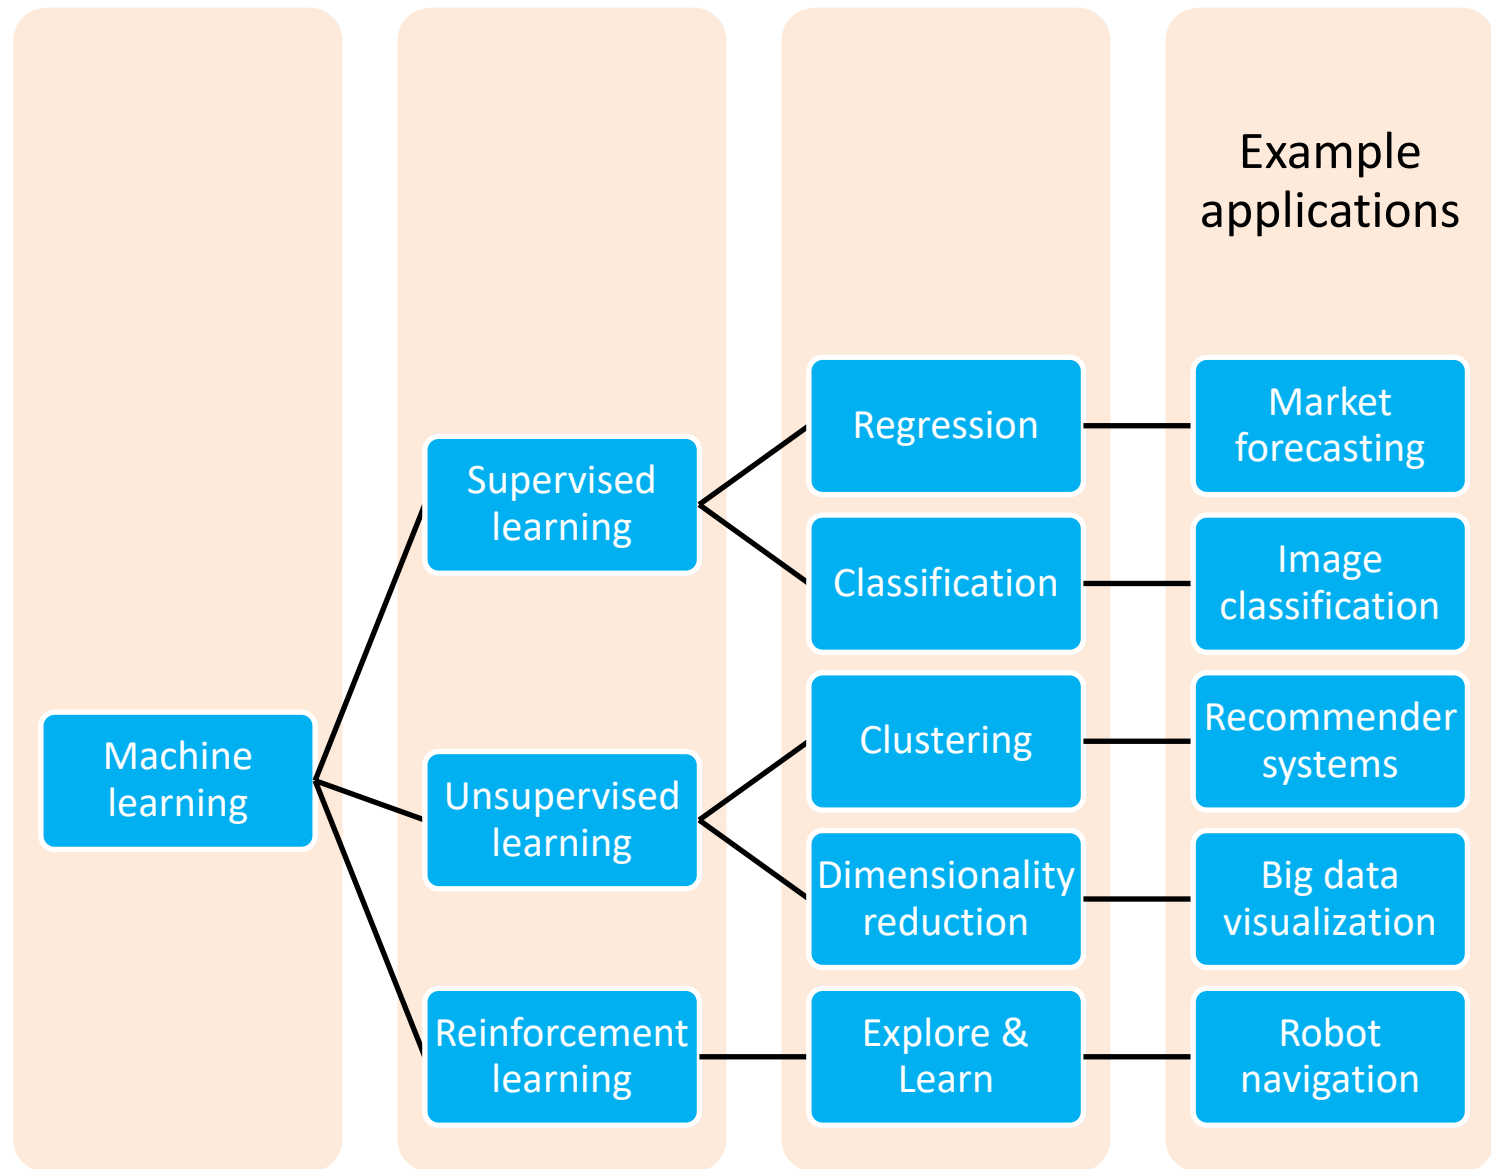 Example
applications
Machine
learning
Supervised
learning
Unsupervised
learning
Reinforcement
learning
Regression
Classification
Clustering
Dimensionality
reduction
Explore &
Learn
Market
forecasting
Image
classification
Recommender
systems
Big data
visualization
Robot
navigation